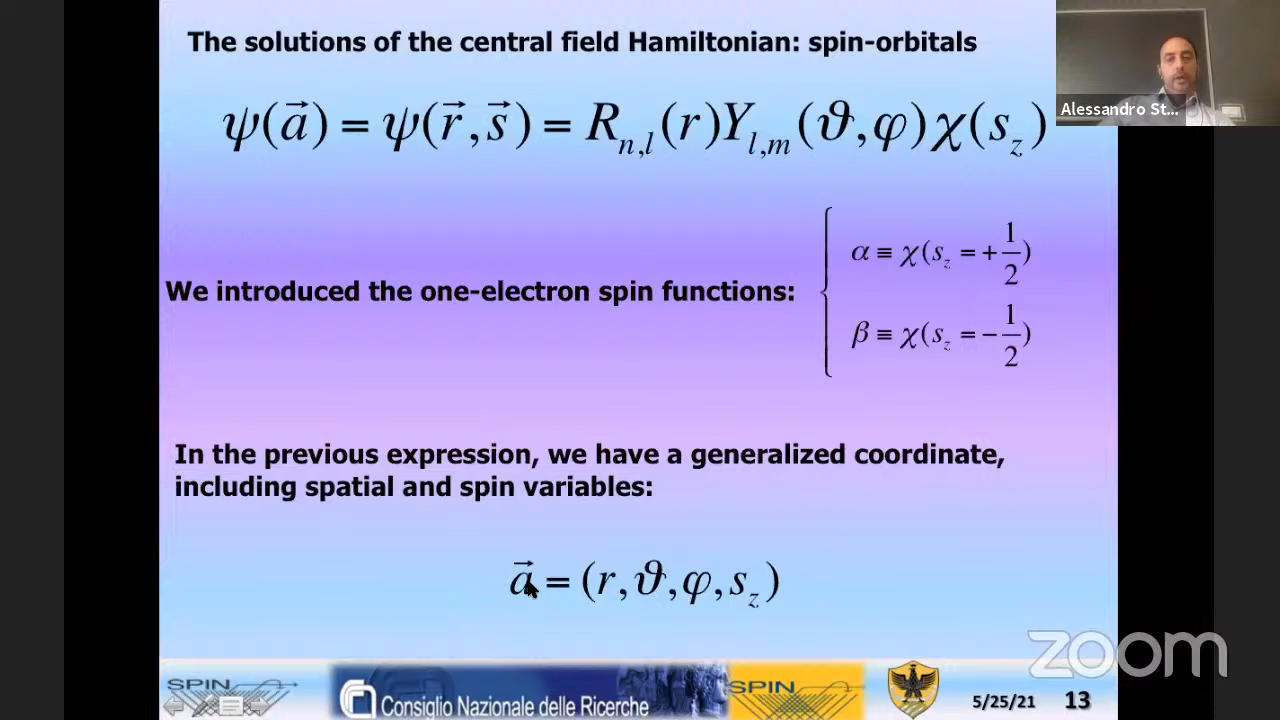 The solutions of the central field Hamiltonian: spin-orbitals
ψ(a⃗) = ψ(r⃗, s⃗) = R_{n,l}(r)Y_{l,m}(ϑ,φ)χ(s_z)
Alessandro St...
We introduced the one-electron spin functions:
α ≡ χ(s_z = +1/2)
β ≡ χ(s_z = −1/2)
In the previous expression, we have a generalized coordinate,
including spatial and spin variables:
a⃗ = (r,ϑ,φ,s_z)
zoom
SPIN
Consiglio Nazionale delle Ricerche
SPIN
5/25/21
13